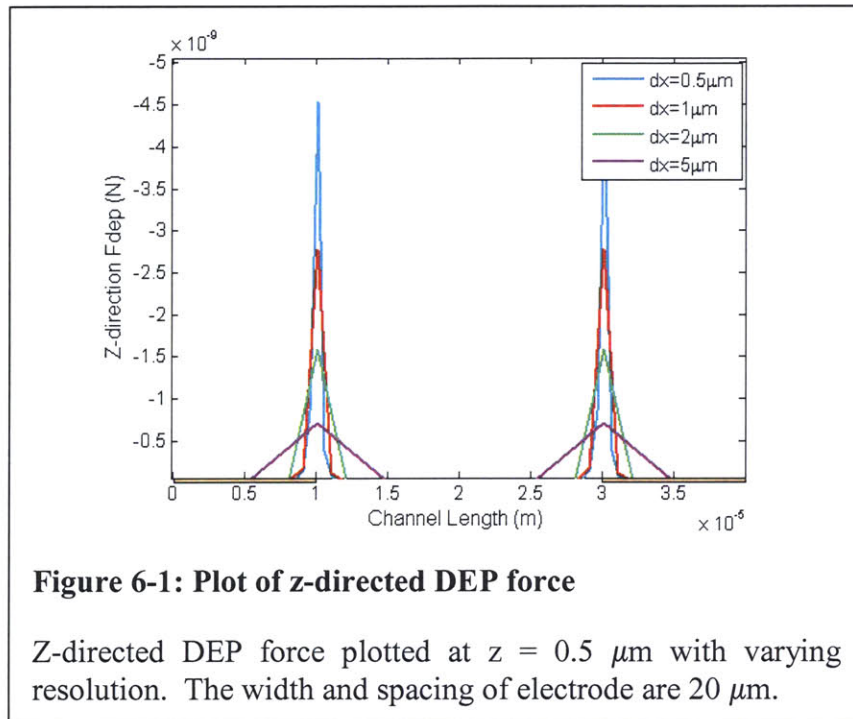 × 10⁻⁹
-5
-4.5
-4
-3.5
-3
-2.5
-2
-1.5
-1
-0.5
Z-direction Fdep (N)
dx=0.5μm
dx=1μm
dx=2μm
dx=5μm
0 0.5 1 1.5 2 2.5 3 3.5
Channel Length (m)
× 10⁻⁵
Figure 6-1: Plot of z-directed DEP force
Z-directed DEP force plotted at z = 0.5 μm with varying
resolution. The width and spacing of electrode are 20 μm.